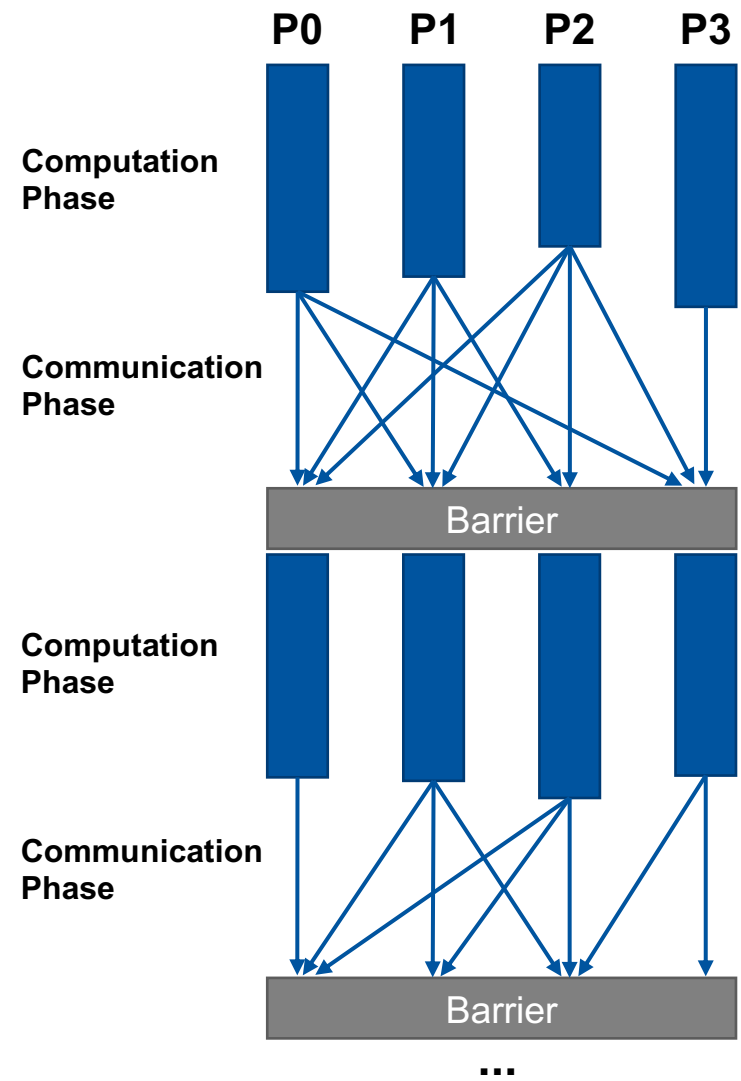 P0 P1 P2 P3
Computation
Phase
Communication
Phase
Barrier
Computation
Phase
Communication
Phase
Barrier
...